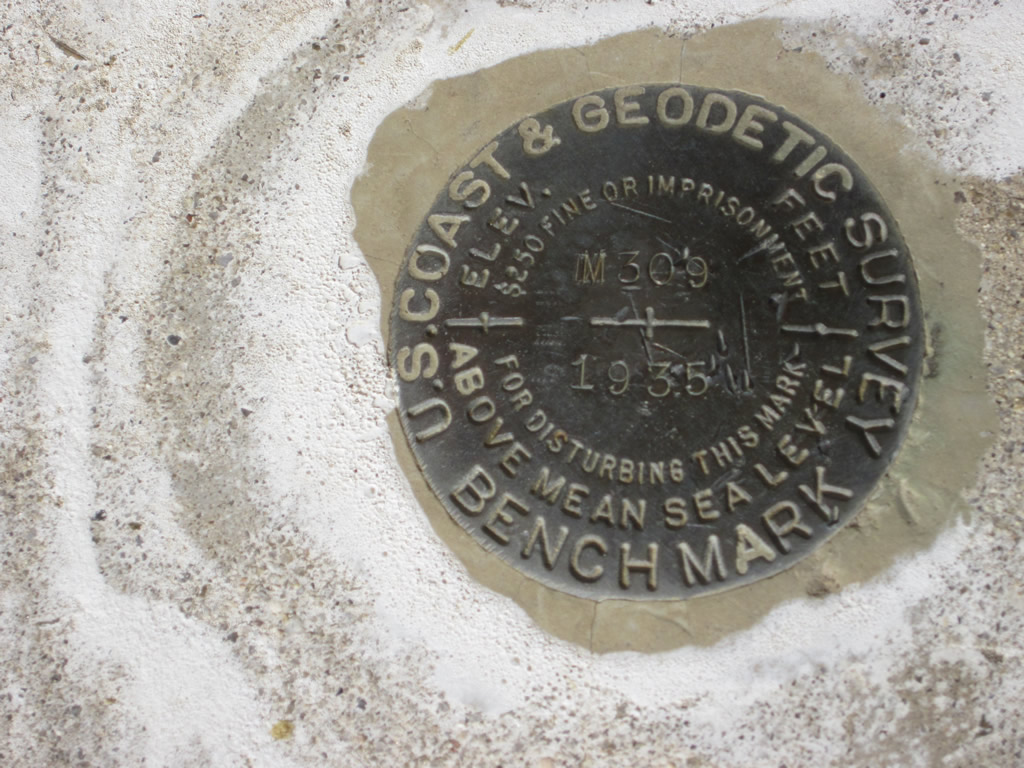 U.S. COAST & GEODETIC SURVEY
ELEV. FEET
$250 FINE OR IMPRISONMENT
M 309
1935
FOR DISTURBING THIS MARK
ABOVE MEAN SEA LEVEL
BENCH MARK